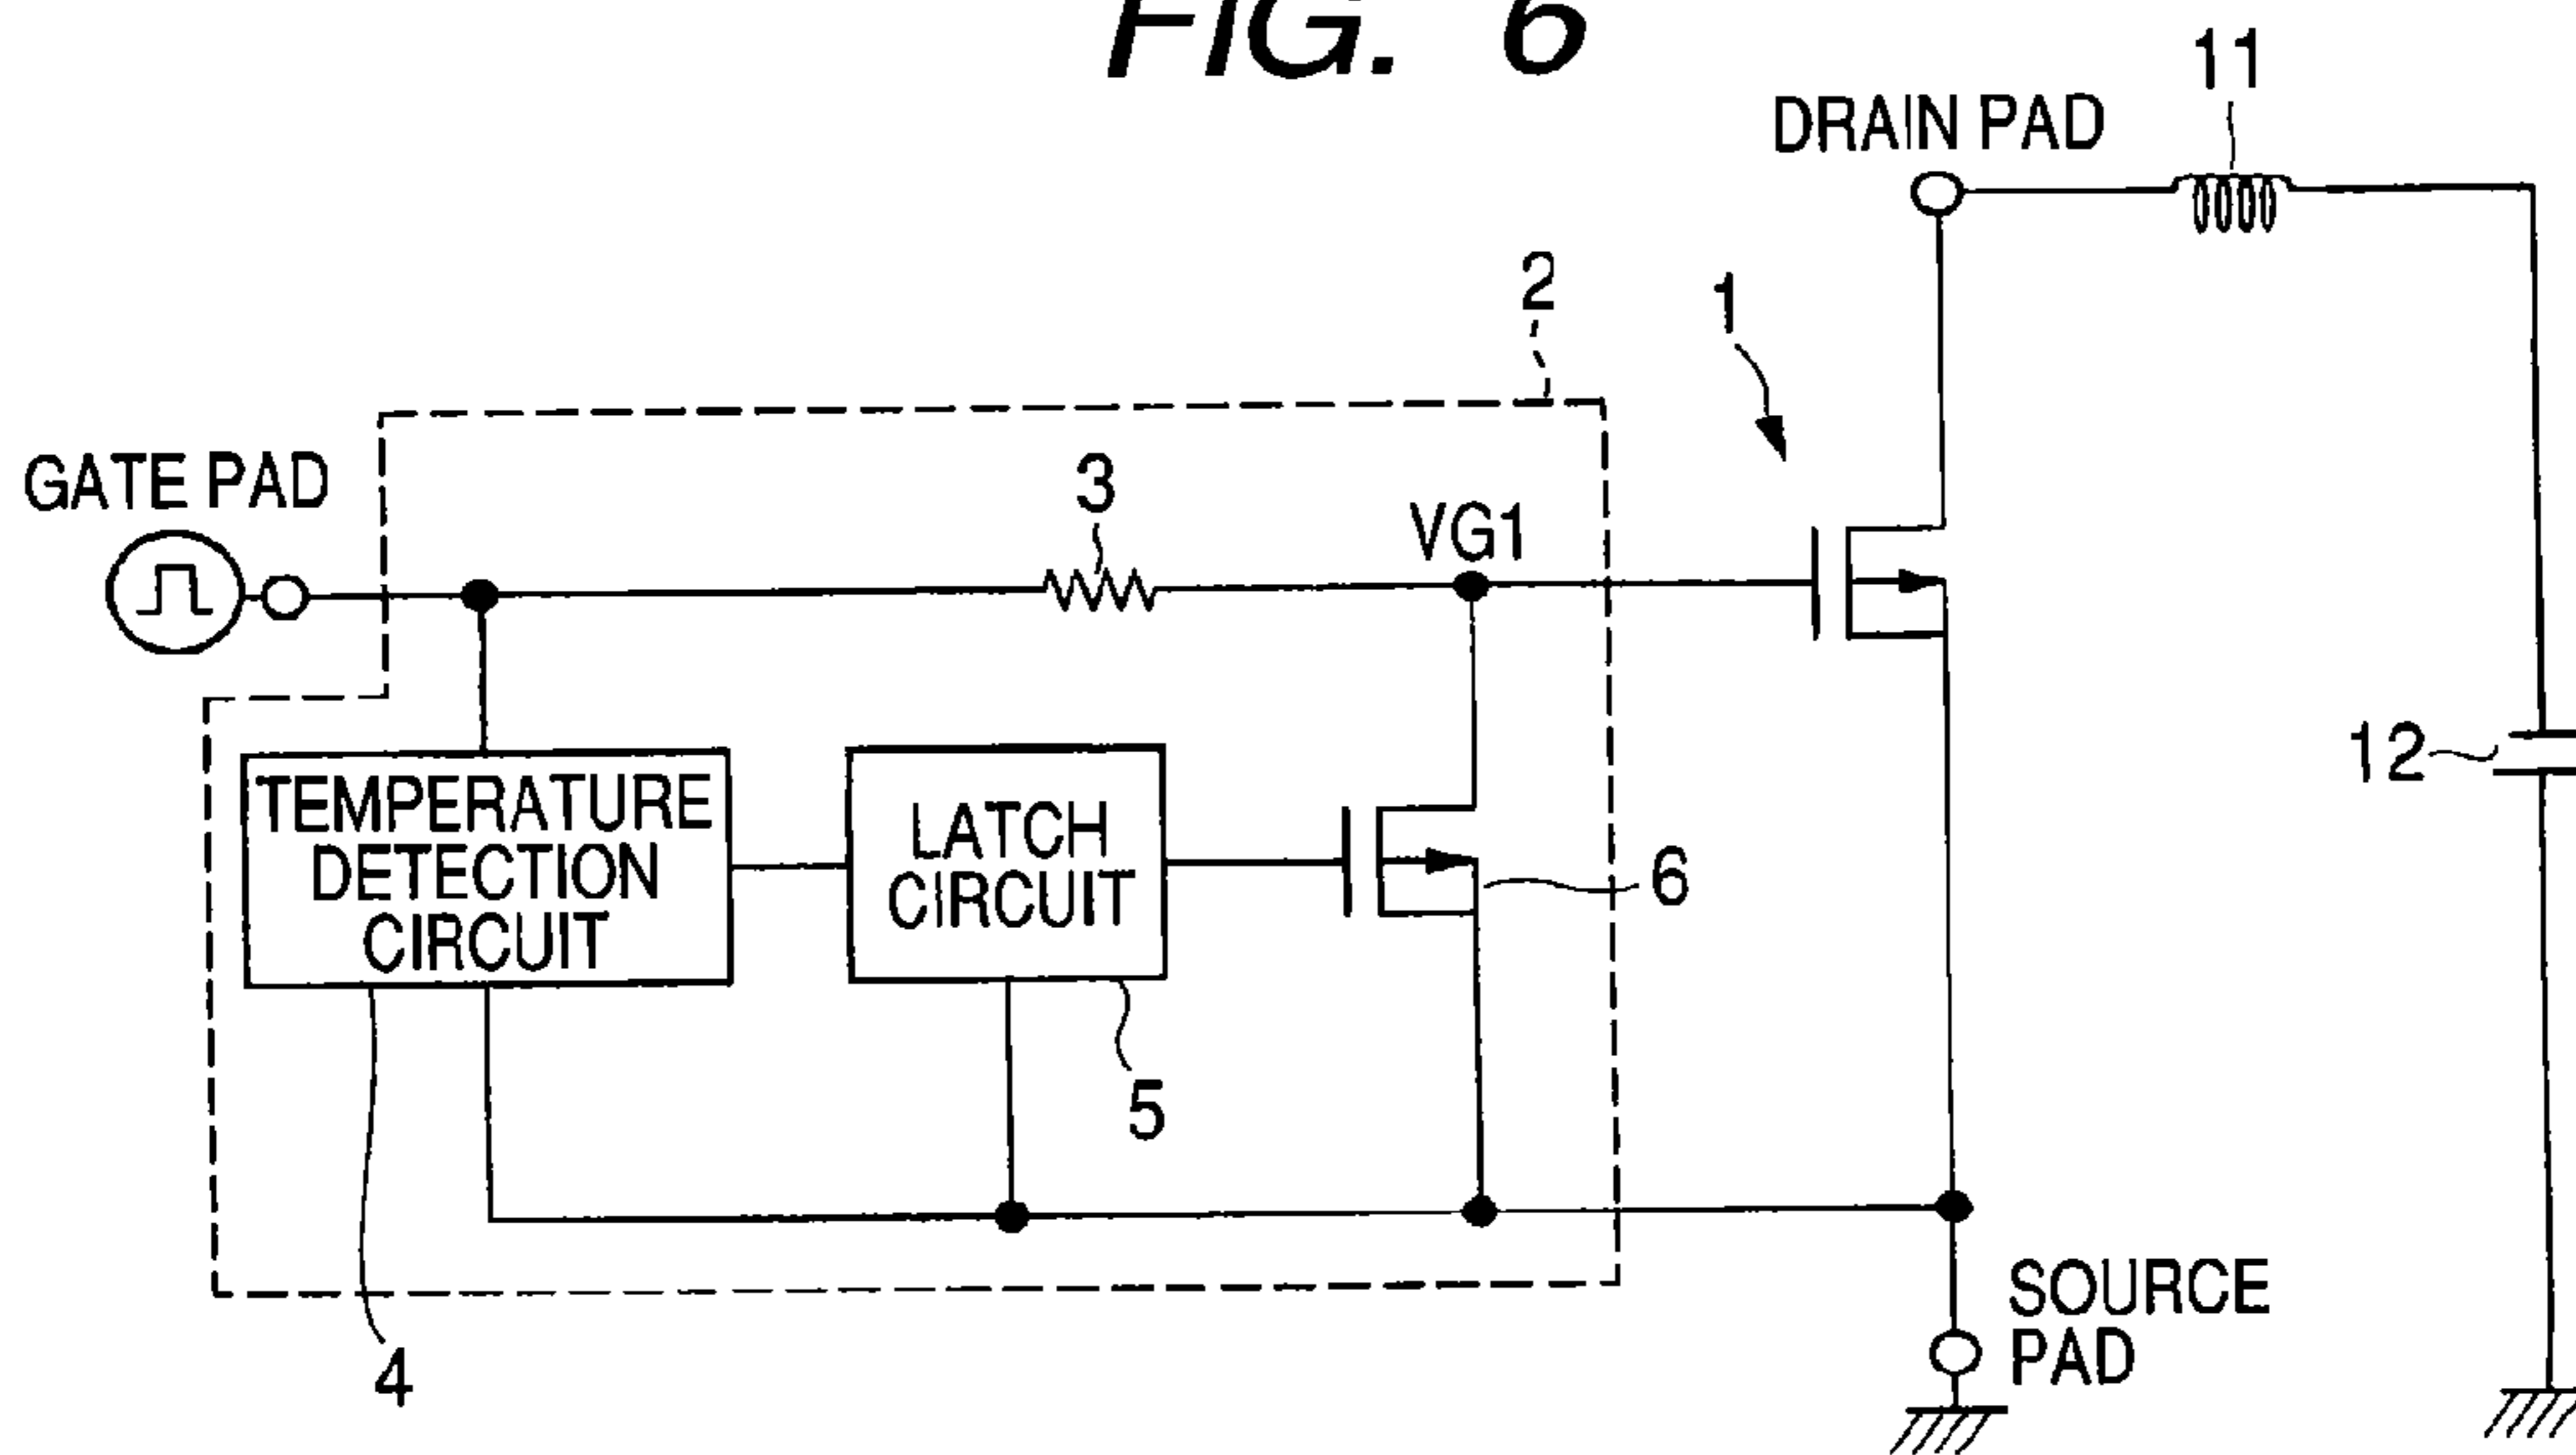 FIG. 6
11
DRAIN PAD
2
1
GATE PAD
3
VG1
12
TEMPERATURE
DETECTION
CIRCUIT
LATCH
CIRCUIT
6
5
SOURCE
PAD
4